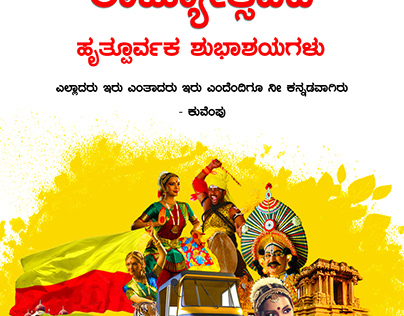 ಹೃತ್ಪೂರ್ವಕ ಶುಭಾಶಯಗಳು
ಎಲ್ಲಾದರು ಇರು ಎಂತಾದರು ಇರು ಎಂದೆಂದಿಗೂ ನೀ ಕನ್ನಡವಾಗಿರು
- ಕುವೆಂಪು